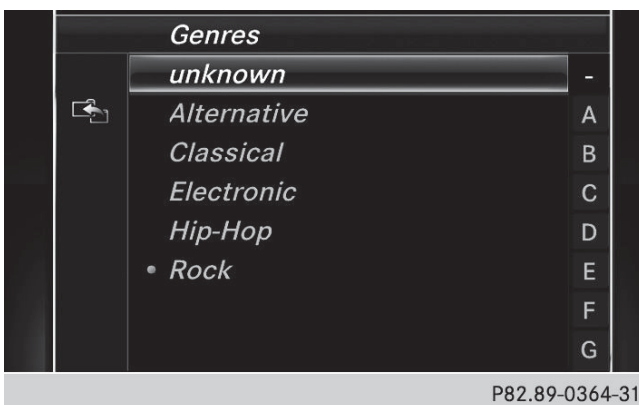 Genres
unknown -
Alternative A
Classical B
Electronic C
Hip-Hop D
• Rock E
F
G
P82.89-0364-31